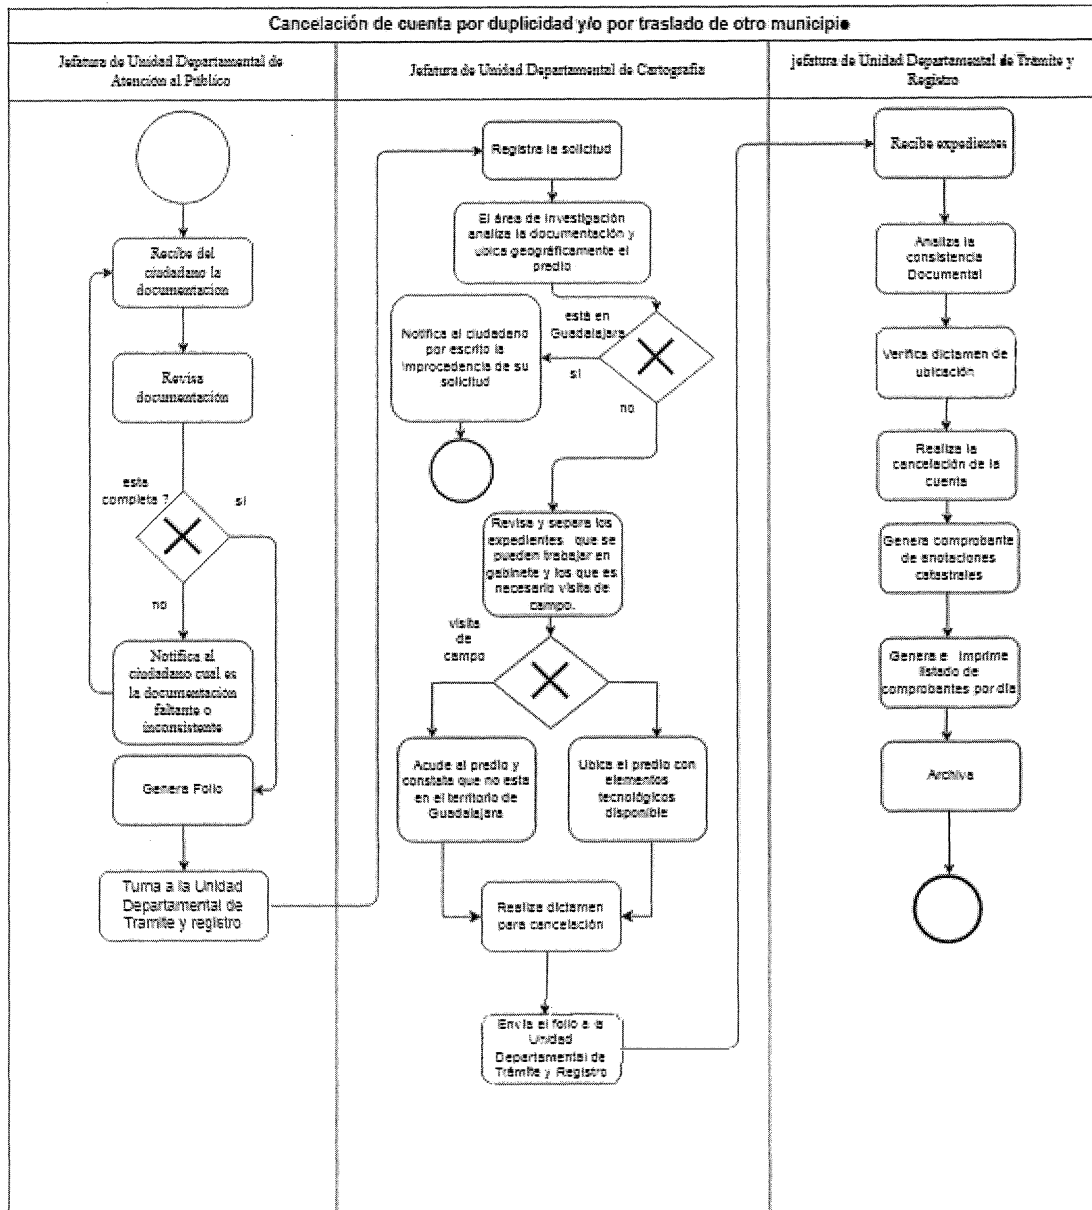 Cancelación de cuenta por duplicidad y/o por traslado de otro municipio
Jefatura de Unidad Departamental de
Atención al Público
Jefatura de Unidad Departamental de Cartografía
jefatura de Unidad Departamental de Trámite y
Registro
Recibe del
ciudadano la
documentación
Revisa
documentación
esta
completa ?
si
no
Notifica al
ciudadano cual es
la documentación
faltante o
inconsistente
Genera Folio
Turna a la Unidad
Departamental de
Tramite y registro
Registra la solicitud
El área de investigación
analiza la documentación y
ubica geográficamente el
predio
está en
Guadalajara
si
no
Notifica al ciudadano
por escrito la
improcedencia de su
solicitud
Revisa y separa los
expedientes que se
pueden trabajar en
gabinete y los que es
necesario visita de
campo.
visita
de
campo
Acude al predio y
constata que no esta
en el territorio de
Guadalajara
Ubica el predio con
elementos
tecnológicos
disponible
Realiza dictamen
para cancelación
Envía el folio a la
Unidad
Departamental de
Trámite y Registro
Recibe expedientes
Analiza la
consistencia
Documental
Verifica dictamen de
ubicación
Realiza la
cancelación de la
cuenta
Genera comprobante
de anotaciones
catastrales
Genera e imprime
listado de
comprobantes por día
Archiva